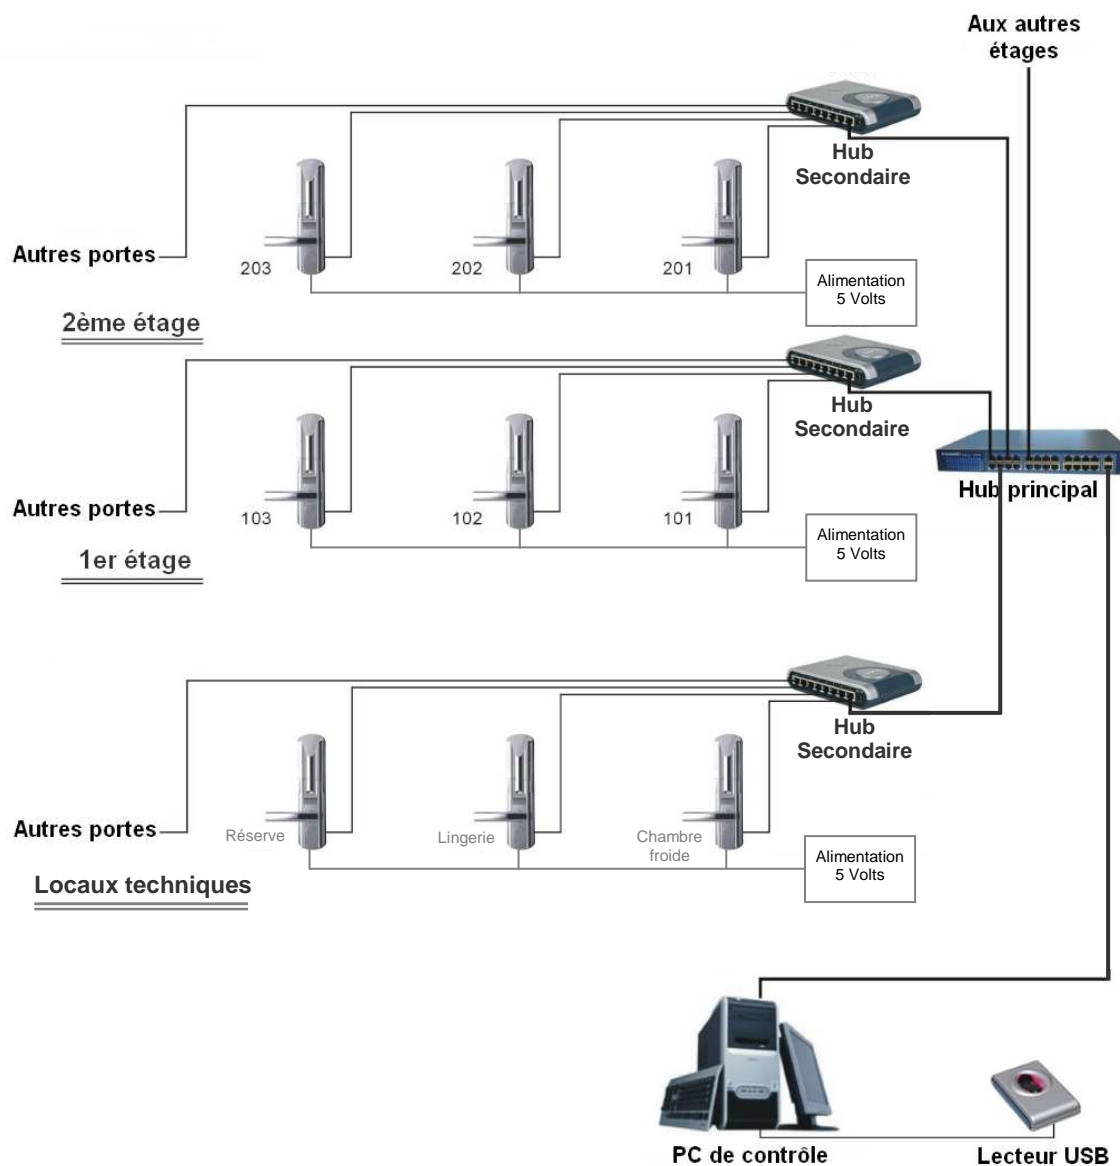 Aux autres
étages
Hub
Secondaire
Autres portes
203
202
201
Alimentation
5 Volts
2ème étage
Hub
Secondaire
Hub principal
Autres portes
103
102
101
Alimentation
5 Volts
1er étage
Hub
Secondaire
Autres portes
Réserve
Lingerie
Chambre
froide
Alimentation
5 Volts
Locaux techniques
PC de contrôle
Lecteur USB